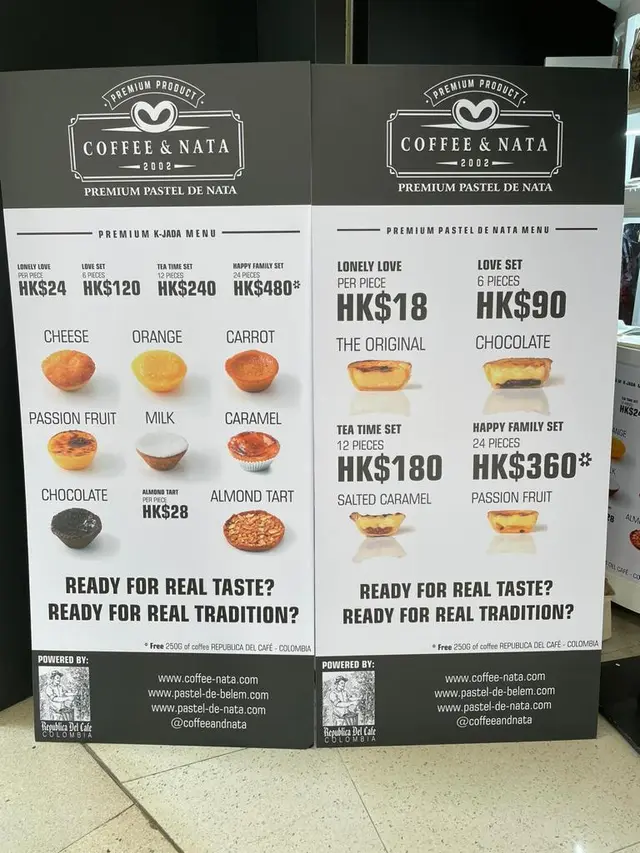 PREMIUM PRODUCT
COFFEE & NATA
2002
PREMIUM PASTEL DE NATA
PREMIUM K-JADA MENU
LONELY LOVE
PER PIECE
HK$24
LOVE SET
6 PIECES
HK$120
TEA TIME SET
12 PIECES
HK$240
HAPPY FAMILY SET
24 PIECES
HK$480*
CHEESE
ORANGE
CARROT
PASSION FRUIT
MILK
CARAMEL
CHOCOLATE
ALMOND TART
PER PIECE
HK$28
ALMOND TART
READY FOR REAL TASTE?
READY FOR REAL TRADITION?
* Free 250G of coffee REPUBLICA DEL CAFÉ - COLOMBIA
POWERED BY:
Republica Del Cafe
COLOMBIA
www.coffee-nata.com
www.pastel-de-belem.com
www.pastel-de-nata.com
@coffeeandnata
PREMIUM PRODUCT
COFFEE & NATA
2002
PREMIUM PASTEL DE NATA
PREMIUM PASTEL DE NATA MENU
LONELY LOVE
PER PIECE
HK$18
LOVE SET
6 PIECES
HK$90
THE ORIGINAL
CHOCOLATE
TEA TIME SET
12 PIECES
HK$180
HAPPY FAMILY SET
24 PIECES
HK$360*
SALTED CARAMEL
PASSION FRUIT
READY FOR REAL TASTE?
READY FOR REAL TRADITION?
* Free 250G of coffee REPUBLICA DEL CAFÉ - COLOMBIA
POWERED BY:
Republica Del Cafe
COLOMBIA
www.coffee-nata.com
www.pastel-de-belem.com
www.pastel-de-nata.com
@coffeeandnata